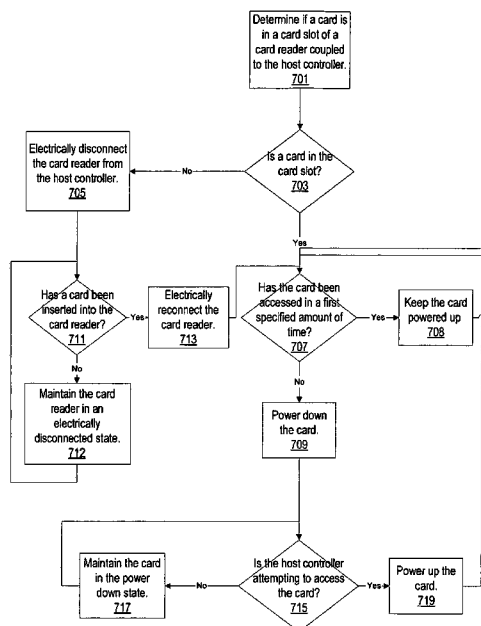 Determine if a card is
in a card slot of a
card reader coupled
to the host controller.
701
Is a card in the
card slot?
703
No
Yes
Electrically disconnect
the card reader from
the host controller.
705
Has a card been
inserted into the
card reader?
711
Yes
No
Electrically
reconnect the
card reader.
713
Has the card been
accessed in a first
specified amount of
time?
707
Yes
No
Keep the card
powered up
708
Maintain the card
reader in an
electrically
disconnected state.
712
Power down
the card.
709
Is the host controller
attempting to access
the card?
715
No
Yes
Maintain the card
in the power
down state.
717
Power up the
card.
719